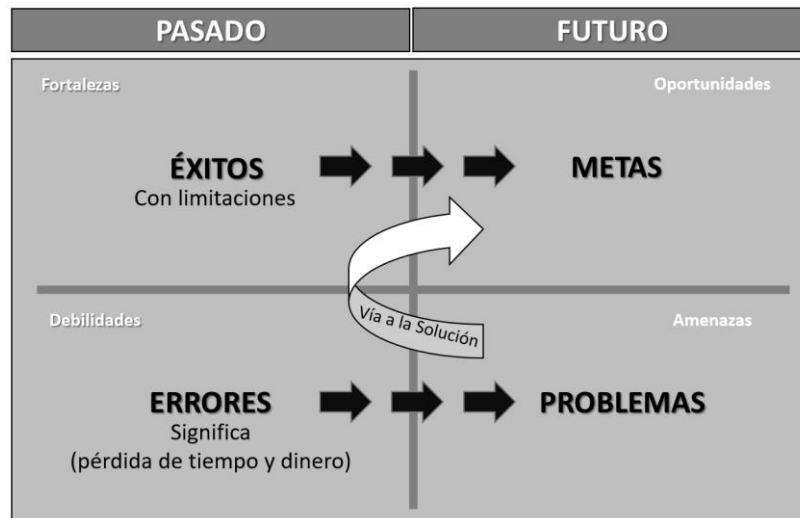 PASADO
FUTURO
Fortalezas
Oportunidades
ÉXITOS
Con limitaciones
METAS
Vía a la Solución
Debilidades
Amenazas
ERRORES
Significa
(pérdida de tiempo y dinero)
PROBLEMAS